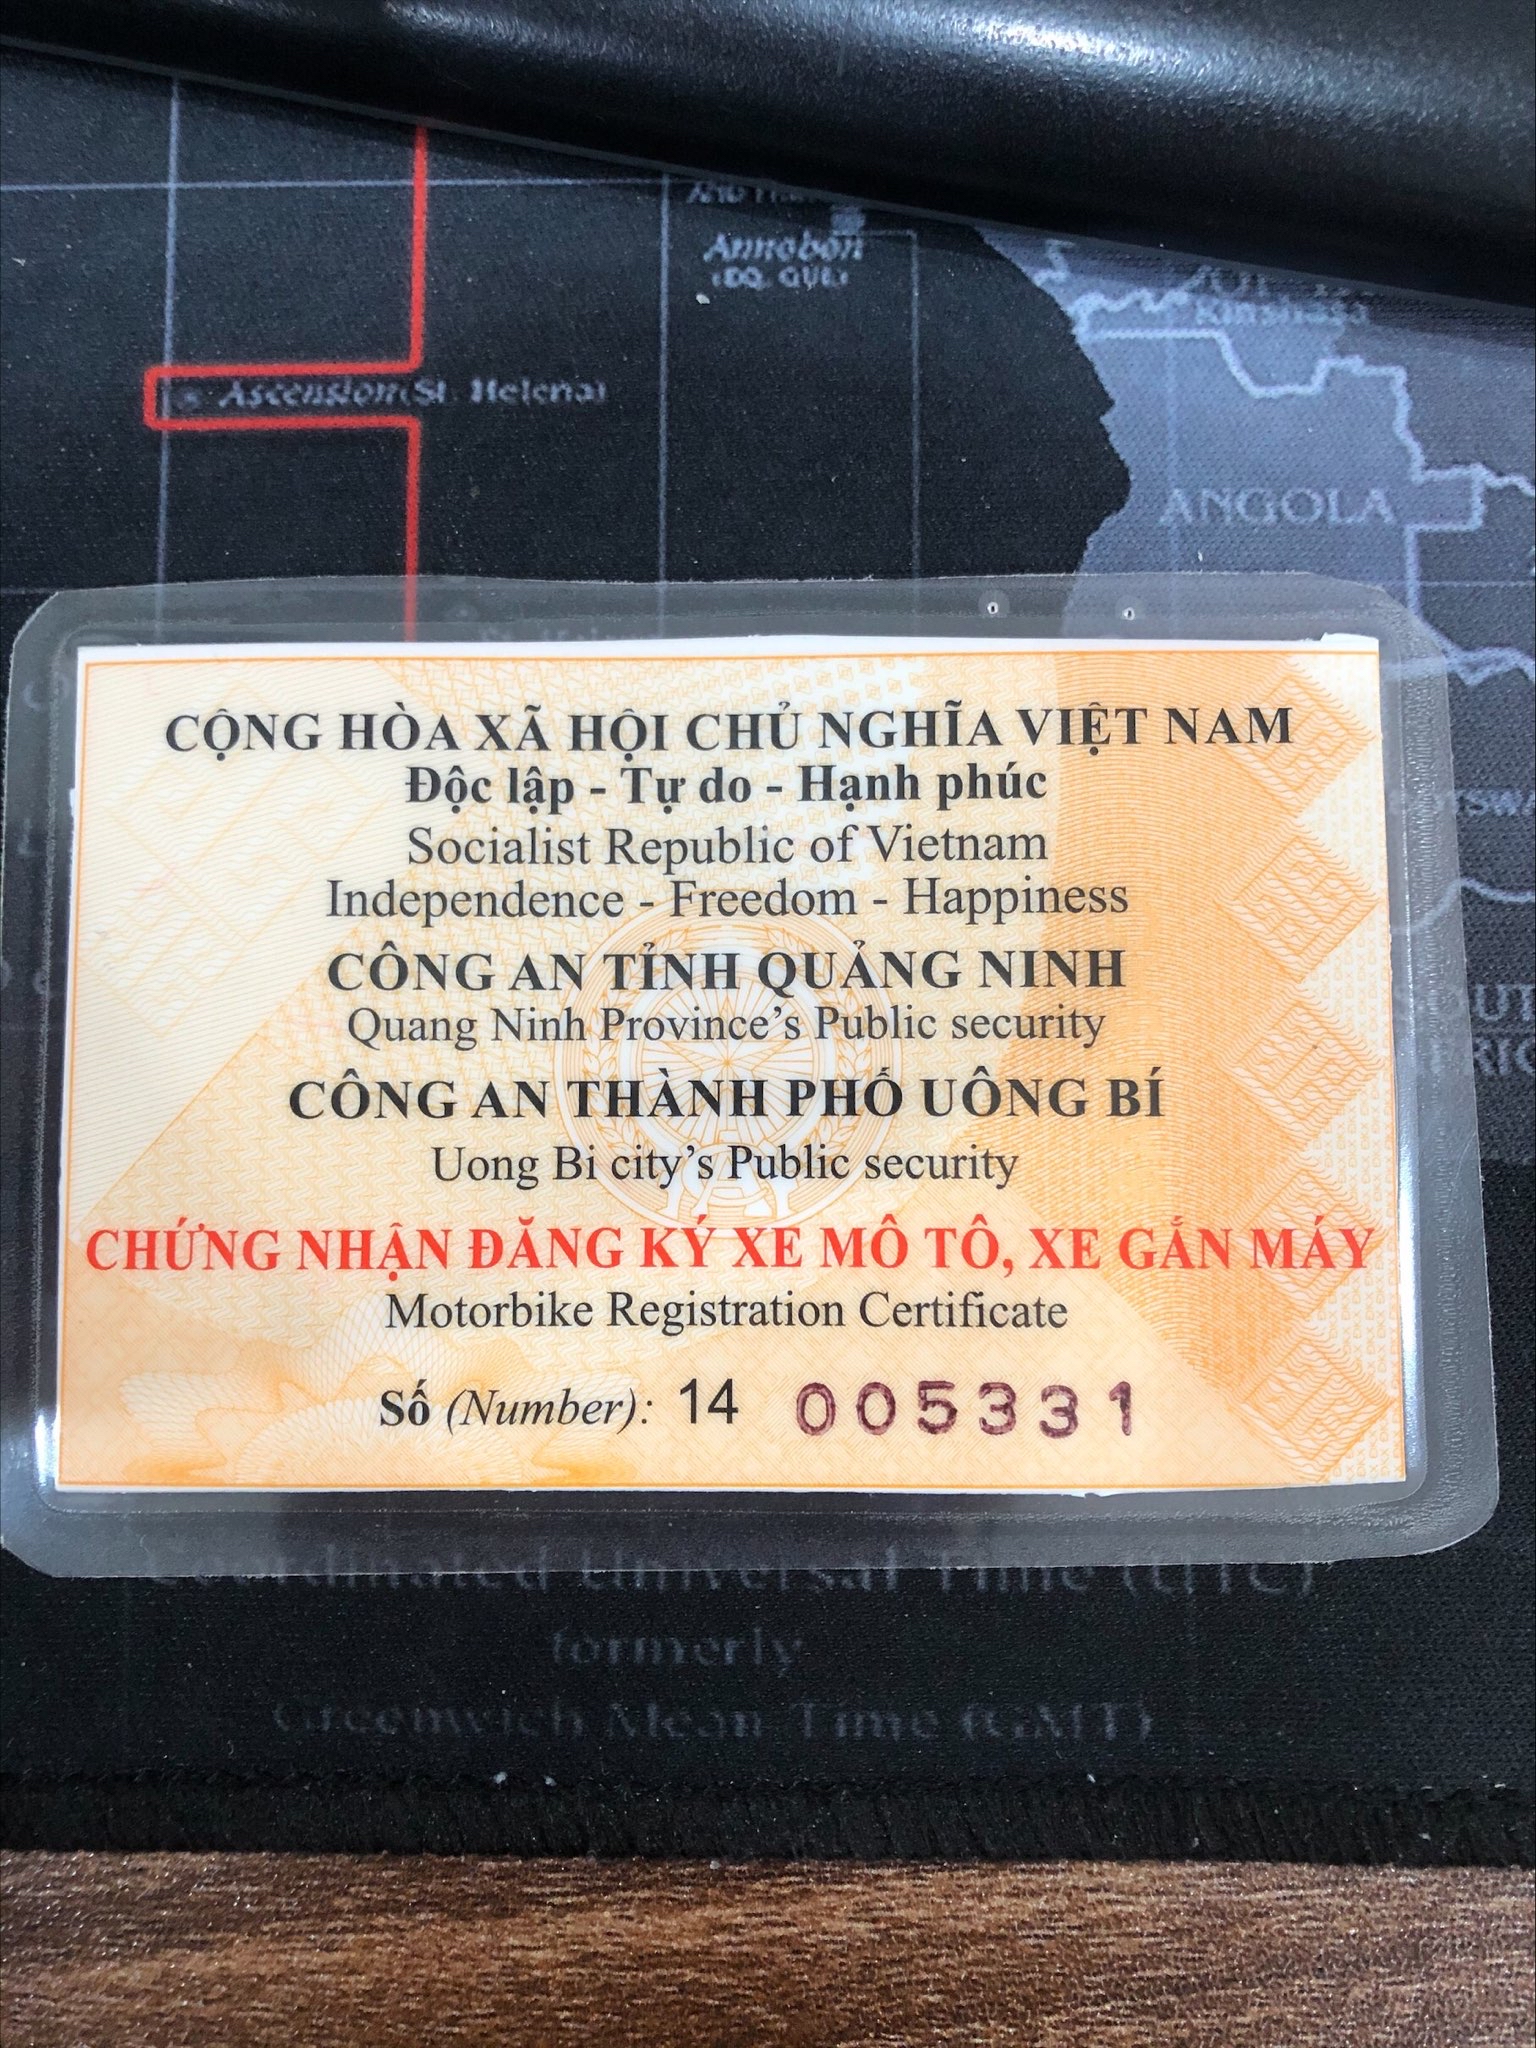 Annobón
Kinshasa
Ascension (St. Helena)
ANGOLA
CỘNG HÒA XÃ HỘI CHỦ NGHĨA VIỆT NAM
Độc lập - Tự do - Hạnh phúc
Socialist Republic of Vietnam
Independence - Freedom - Happiness
CÔNG AN TỈNH QUẢNG NINH
Quang Ninh Province's Public security
CÔNG AN THÀNH PHỐ UÔNG BÍ
Uong Bi city's Public security
CHỨNG NHẬN ĐĂNG KÝ XE MÔ TÔ, XE GẮN MÁY
Motorbike Registration Certificate
Số (Number): 14 005331
Coordinated Universal Time (UTC)
formerly
Greenwich Mean Time (GMT)